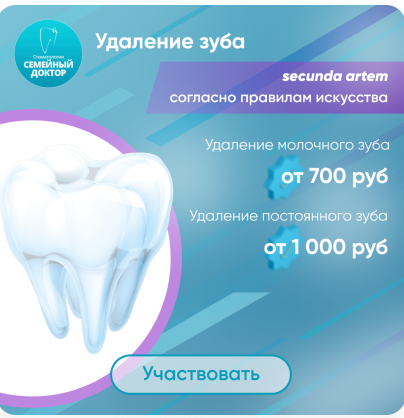 Стоматология
СЕМЕЙНЫЙ
ДОКТОР
Удаление зуба
secunda artem
согласно правилам искусства
Удаление молочного зуба
от 700 руб
Удаление постоянного зуба
от 1 000 руб
Участвовать